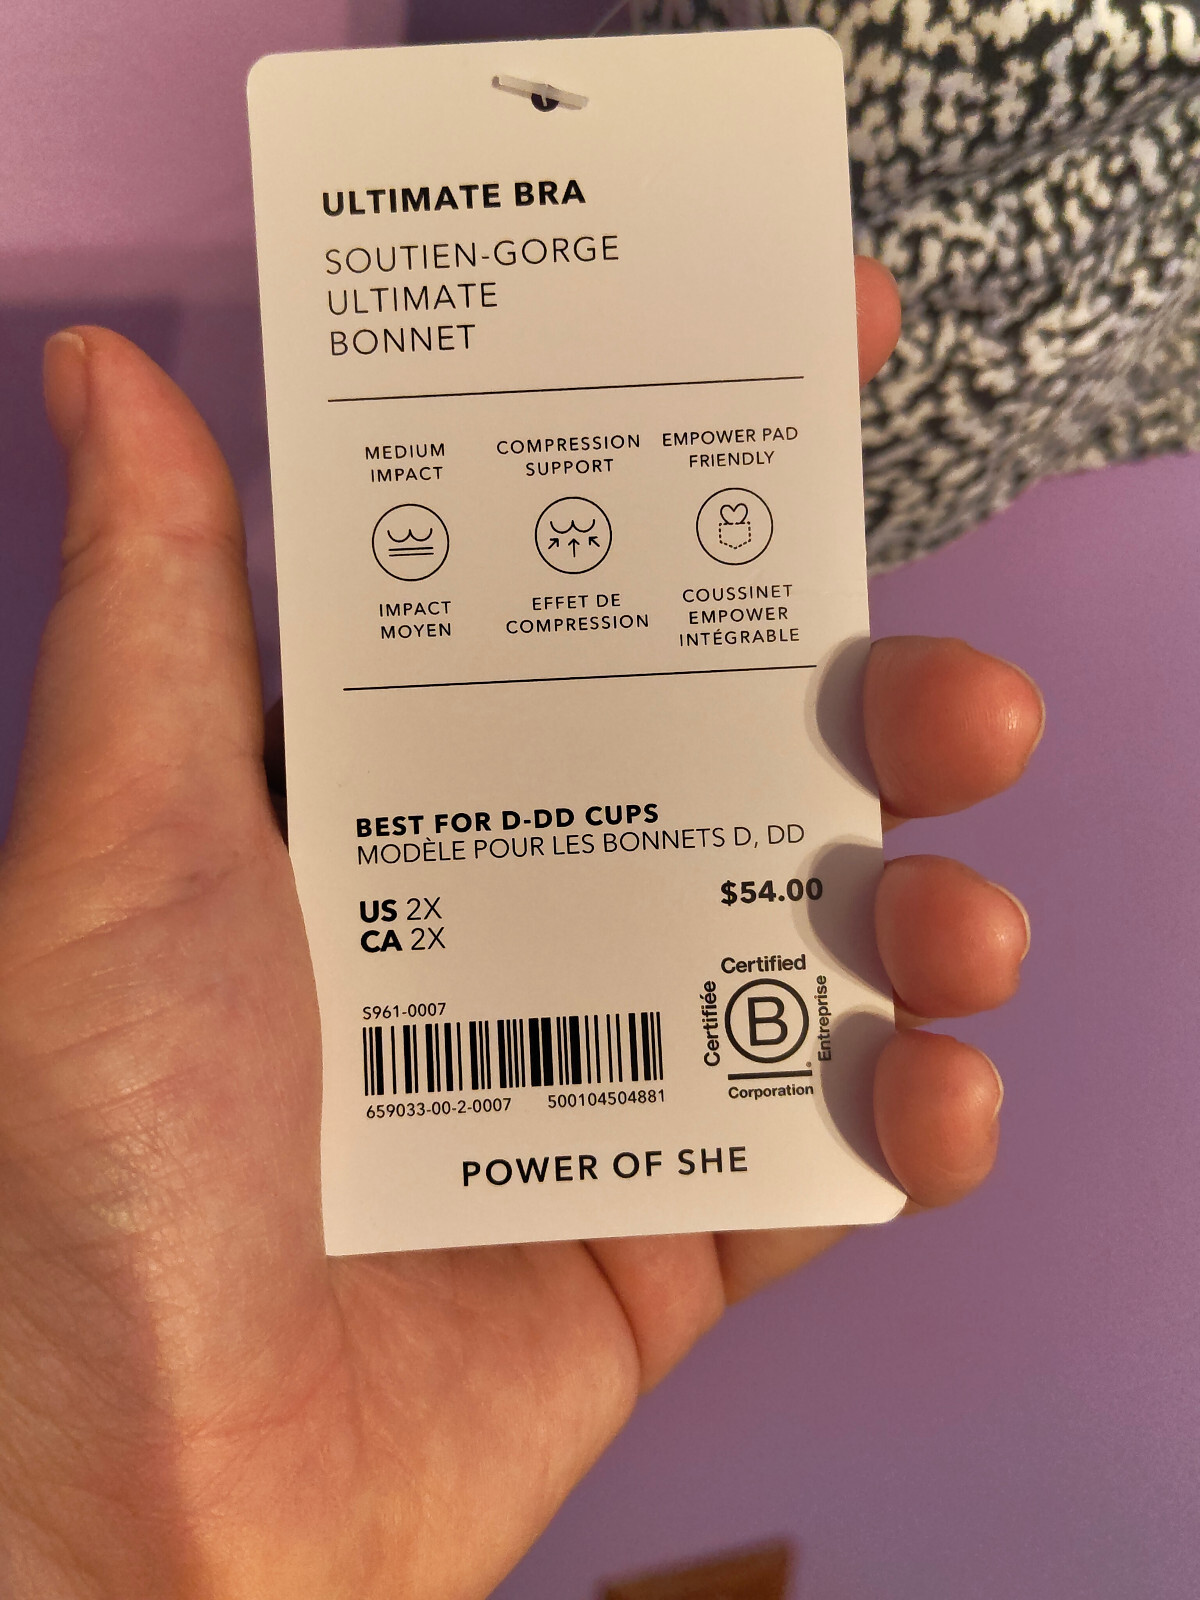 ULTIMATE BRA
SOUTIEN-GORGE
ULTIMATE
BONNET
MEDIUM
IMPACT
COMPRESSION
SUPPORT
EMPOWER PAD
FRIENDLY
IMPACT
MOYEN
EFFET DE
COMPRESSION
COUSSINET
EMPOWER
INTÉGRABLE
BEST FOR D-DD CUPS
MODÈLE POUR LES BONNETS D, DD
US 2X
CA 2X
$54.00
S961-0007
659033-00-2-0007 500104504881
Certified
Certifiée
B
Entreprise
Corporation
POWER OF SHE